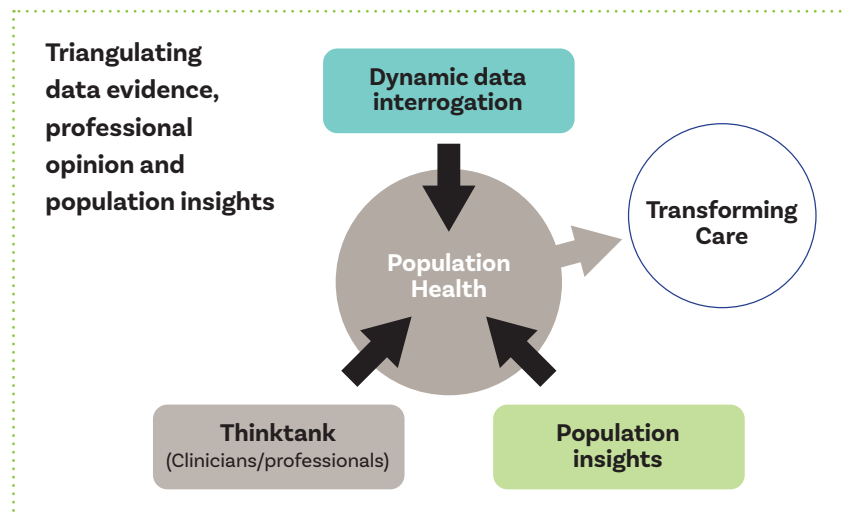 Triangulating
data evidence,
professional
opinion and
population insights
Dynamic data
interrogation
Transforming
Care
Population
Health
Thinktank
(Clinicians/professionals)
Population
insights